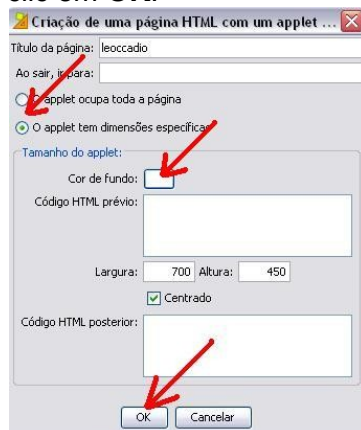 Criação de uma página HTML com um applet ...
Título da página: leoccadio
Ao sair, ir para:
O applet ocupa toda a página
O applet tem dimensões específicas
Tamanho do applet:
Cor de fundo:
Código HTML prévio:
Largura: 700 Altura: 450
Centrado
Código HTML posterior:
OK Cancelar